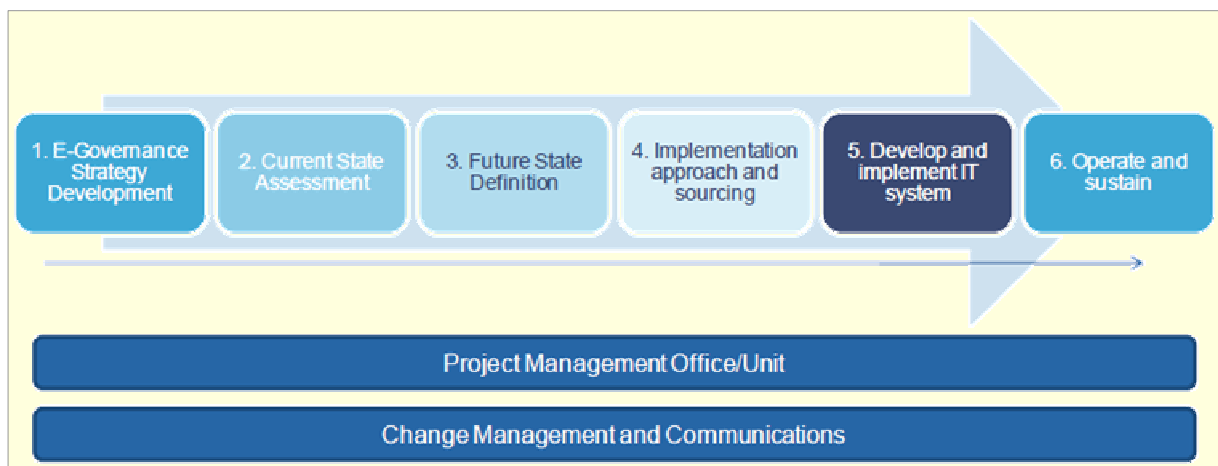 1. E-Governance
Strategy
Development
2. Current State
Assessment
3. Future State
Definition
4. Implementation
approach and
sourcing
5. Develop and
implement IT
system
6. Operate and
sustain
Project Management Office/Unit
Change Management and Communications